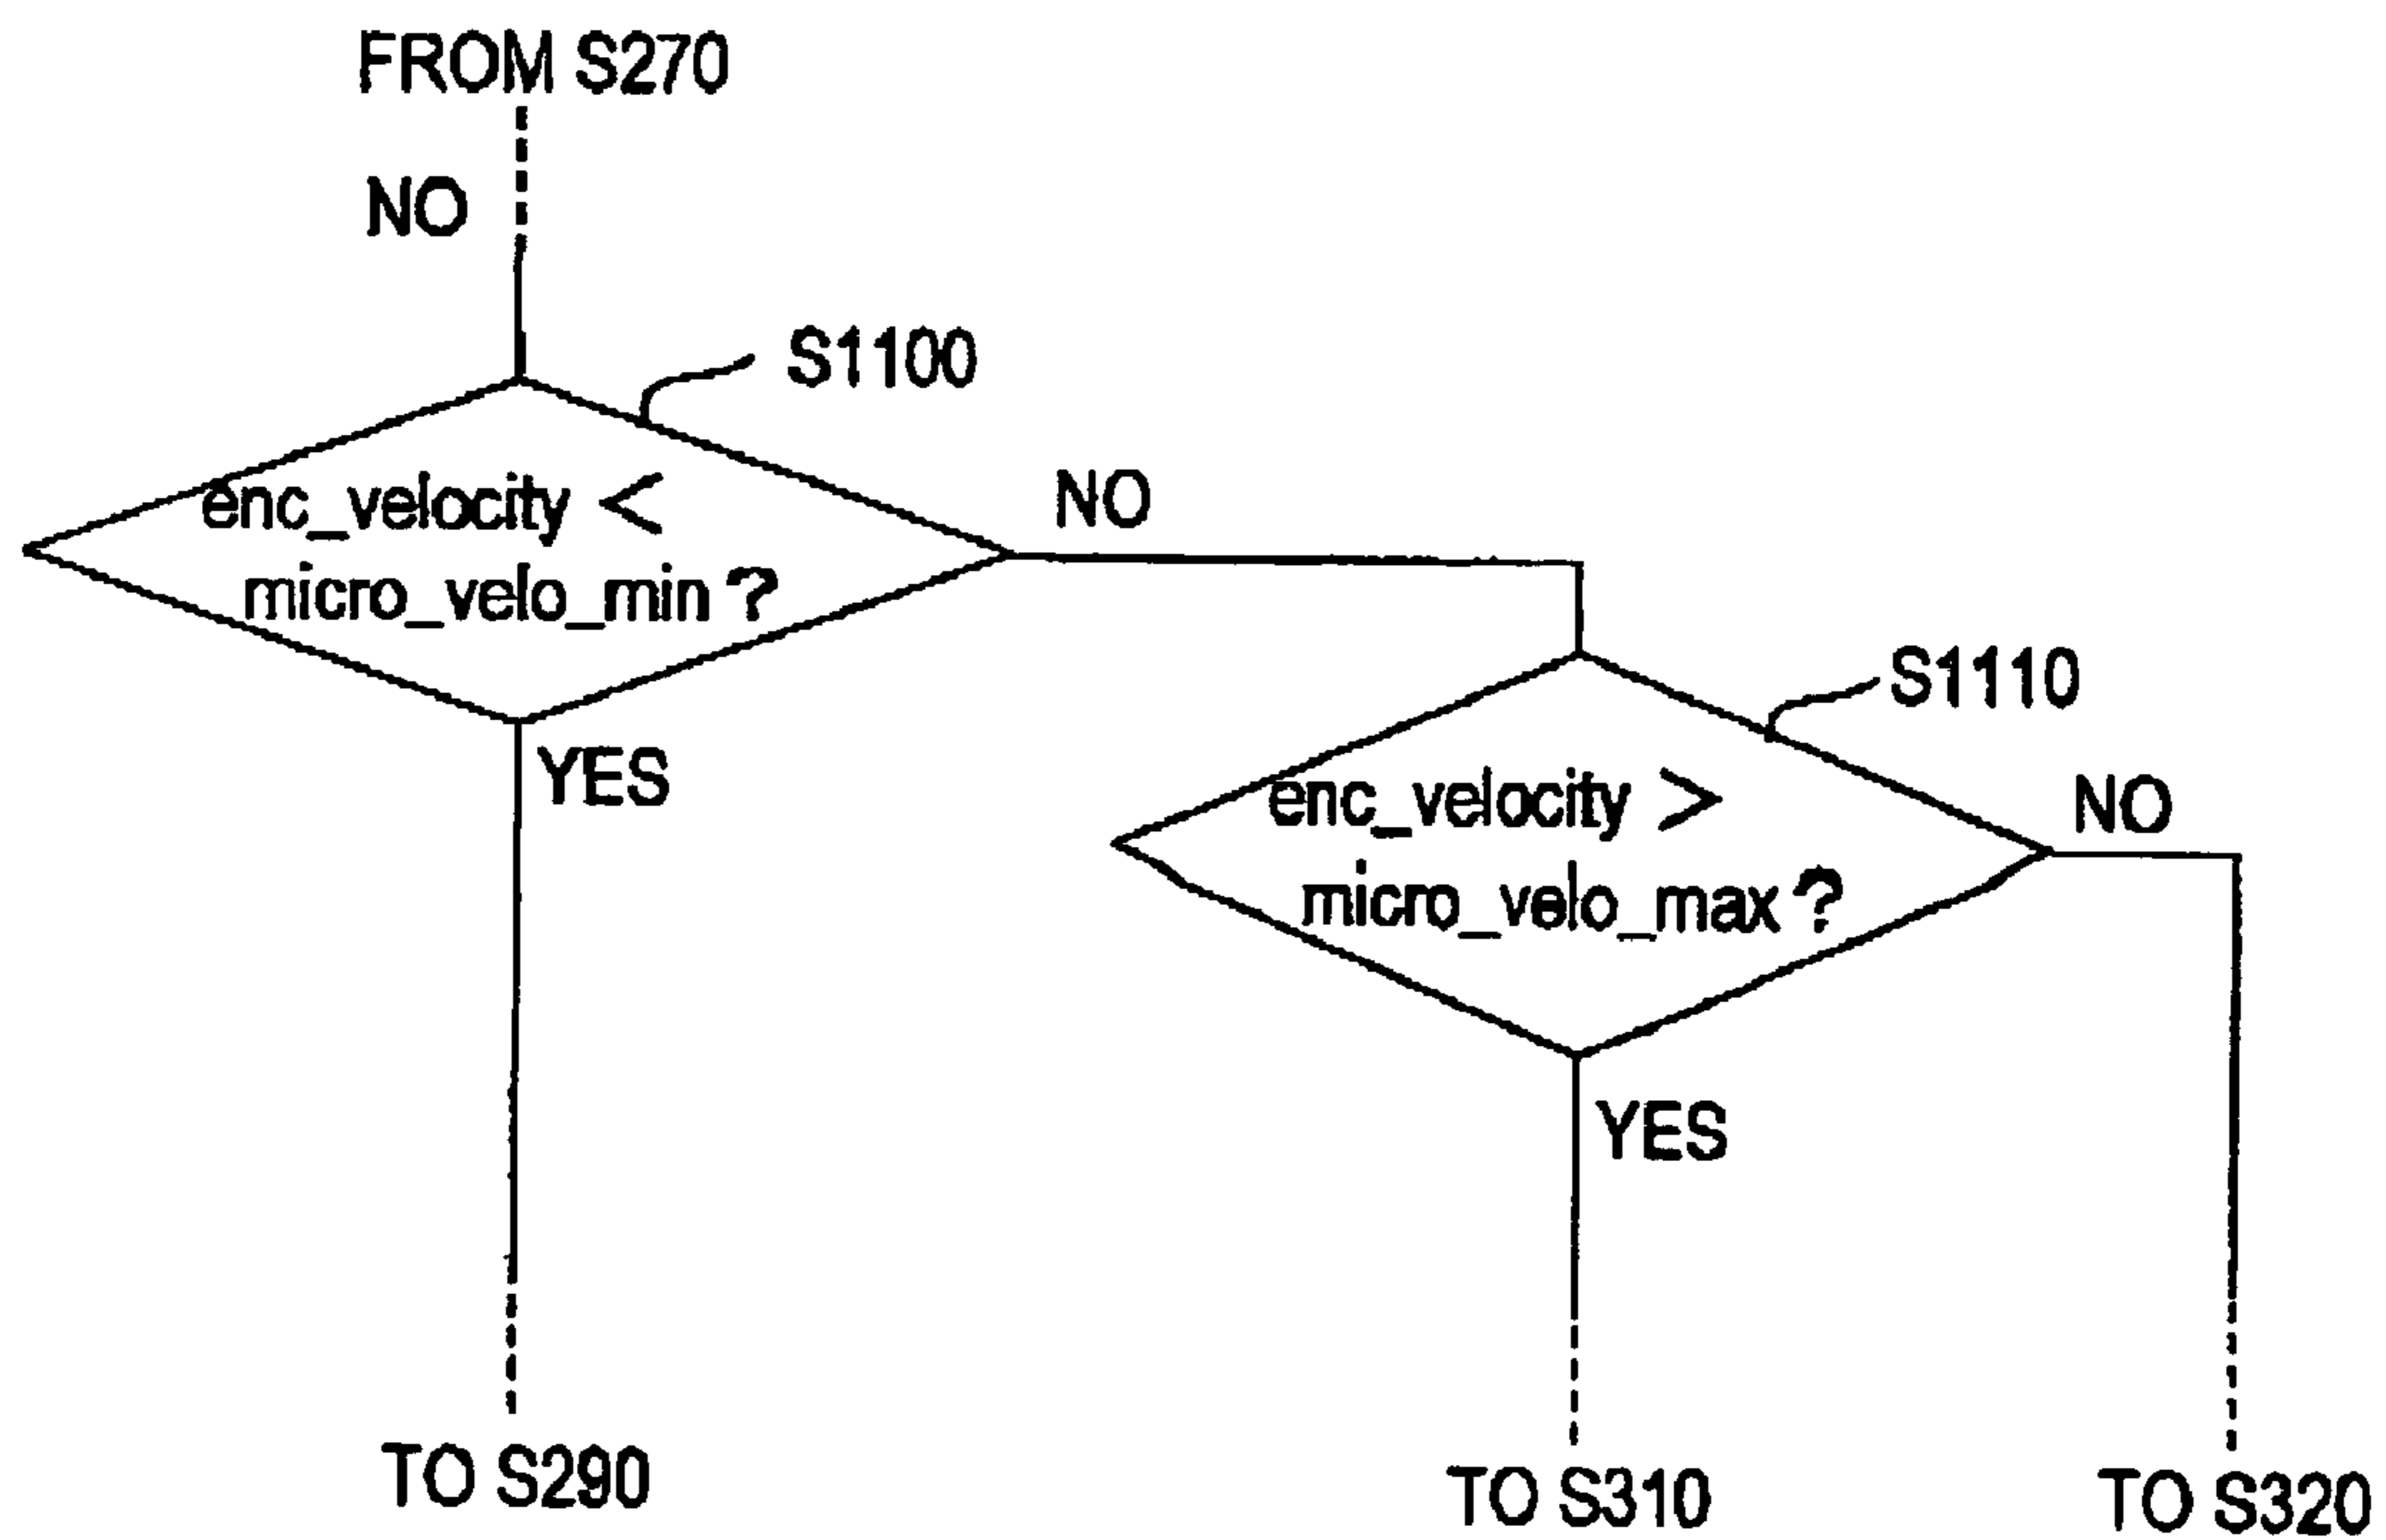 FROM S270
NO
S1100
enc_velocity <
micro_velo_min ?
NO
YES
S1110
enc_velocity >
micro_velo_max ?
NO
YES
TO S290
TO S310
TO S320